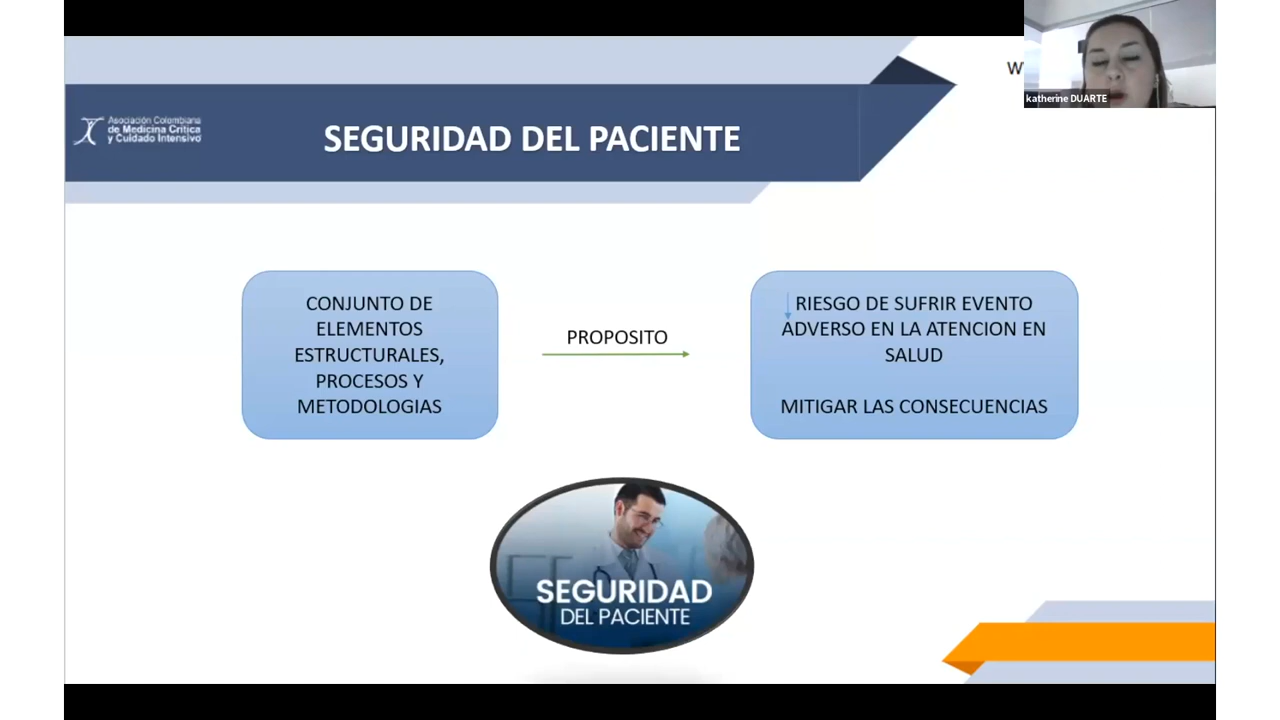 W
katherine DUARTE
Asociación Colombiana
de Medicina Crítica
y Cuidado Intensivo
SEGURIDAD DEL PACIENTE
CONJUNTO DE
ELEMENTOS
ESTRUCTURALES,
PROCESOS Y
METODOLOGIAS
PROPOSITO
RIESGO DE SUFRIR EVENTO
ADVERSO EN LA ATENCION EN
SALUD
MITIGAR LAS CONSECUENCIAS
SEGURIDAD
DEL PACIENTE